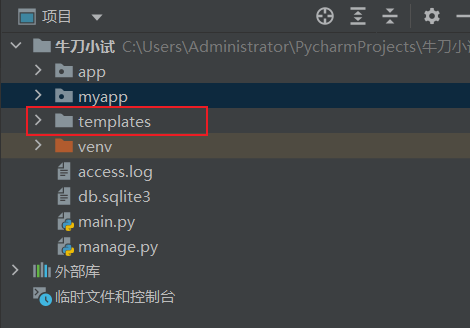 项目
牛刀小试 C:\Users\Administrator\PycharmProjects\牛刀小试
app
myapp
templates
venv
access.log
db.sqlite3
main.py
manage.py
外部库
临时文件和控制台